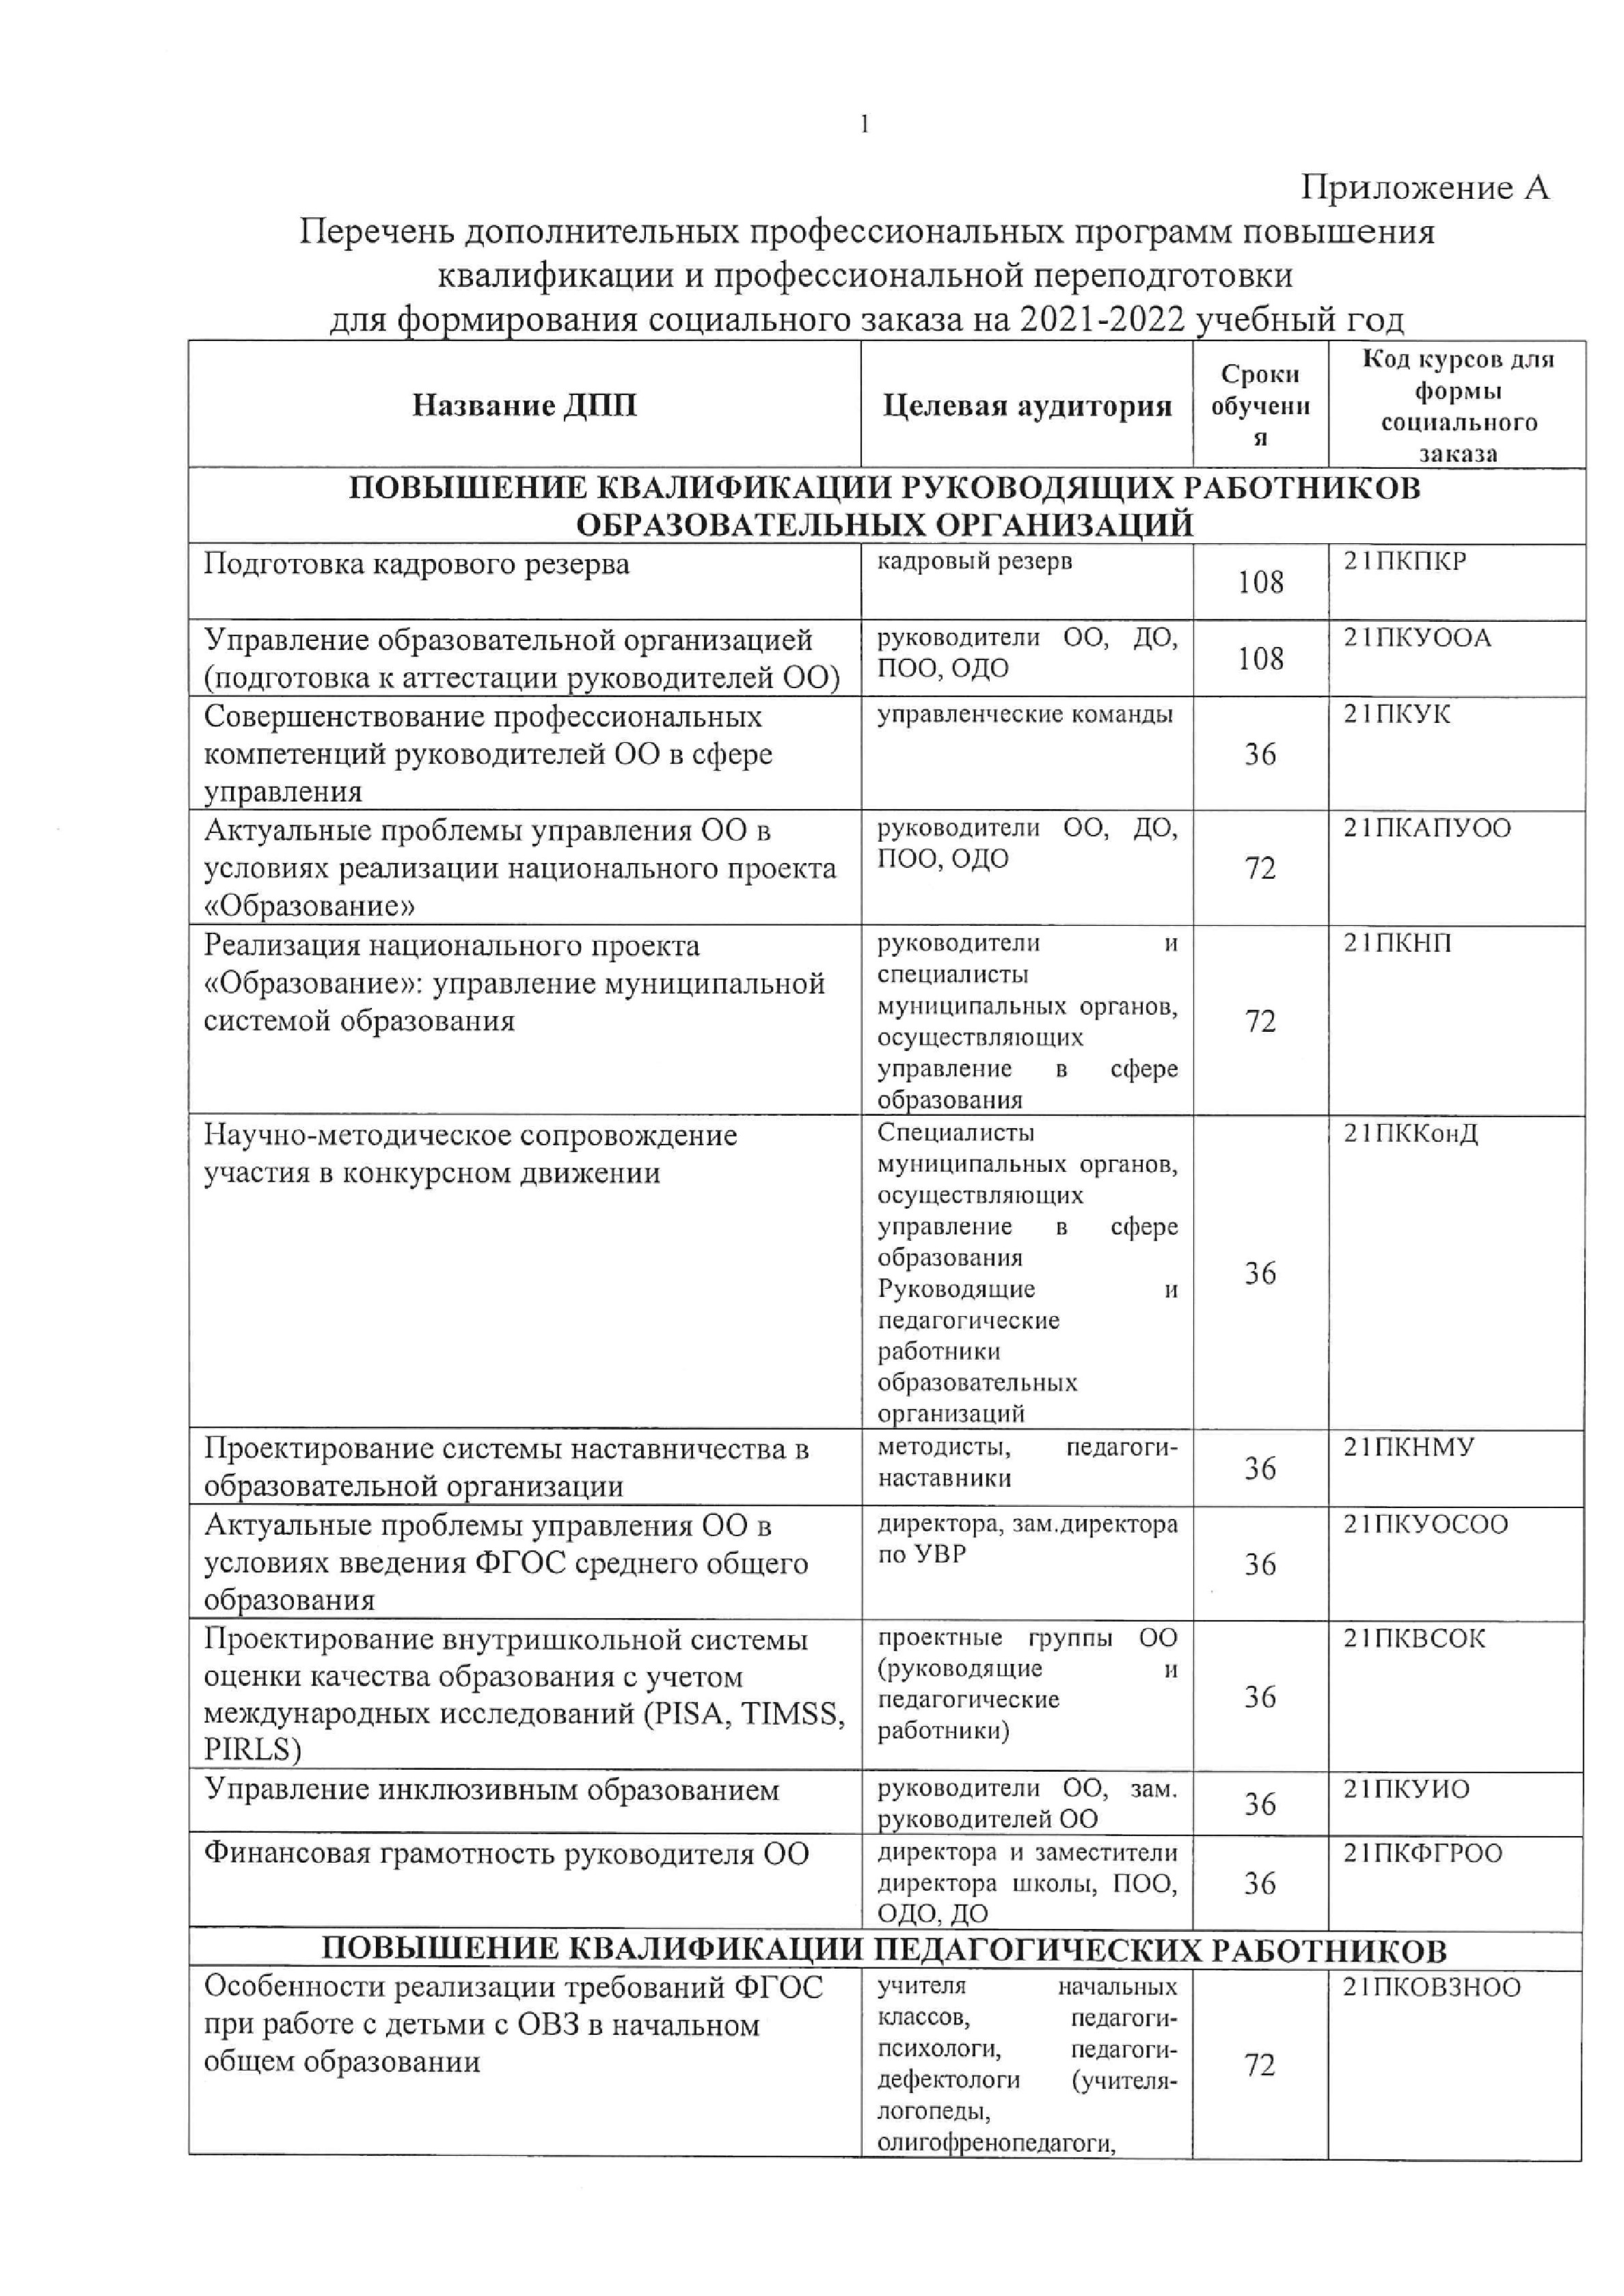 1
Приложение А
Перечень дополнительных профессиональных программ повышения
квалификации и профессиональной переподготовки
для формирования социального заказа на 2021-2022 учебный год
Название ДПП
Целевая аудитория
Сроки
обучени
я
Код курсов для
формы
социального
заказа
ПОВЫШЕНИЕ КВАЛИФИКАЦИИ РУКОВОДЯЩИХ РАБОТНИКОВ
ОБРАЗОВАТЕЛЬНЫХ ОРГАНИЗАЦИЙ
Подготовка кадрового резерва
кадровый резерв
108
21ПКПКР
Управление образовательной организацией
(подготовка к аттестации руководителей ОО)
руководители ОО, ДО,
ПОО, ОДО
108
21ПКУООА
Совершенствование профессиональных
компетенций руководителей ОО в сфере
управления
управленческие команды
36
21ПКУК
Актуальные проблемы управления ОО в
условиях реализации национального проекта
«Образование»
руководители ОО, ДО,
ПОО, ОДО
72
21ПКАПУОО
Реализация национального проекта
«Образование»: управление муниципальной
системой образования
руководители и
специалисты
муниципальных органов,
осуществляющих
управление в сфере
образования
72
21ПКНП
Научно-методическое сопровождение
участия в конкурсном движении
Специалисты
муниципальных органов,
осуществляющих
управление в сфере
образования
Руководящие и
педагогические
работники
образовательных
организаций
36
21ПККонД
Проектирование системы наставничества в
образовательной организации
методисты, педагоги-
наставники
36
21ПКНМУ
Актуальные проблемы управления ОО в
условиях введения ФГОС среднего общего
образования
директора, зам.директора
по УВР
36
21ПКУОСОО
Проектирование внутришкольной системы
оценки качества образования с учетом
международных исследований (PISA, TIMSS,
PIRLS)
проектные группы ОО
(руководящие и
педагогические
работники)
36
21ПКВСОК
Управление инклюзивным образованием
руководители ОО, зам.
руководителей ОО
36
21ПКУИО
Финансовая грамотность руководителя ОО
директора и заместители
директора школы, ПОО,
ОДО, ДО
36
21ПКФГРОО
ПОВЫШЕНИЕ КВАЛИФИКАЦИИ ПЕДАГОГИЧЕСКИХ РАБОТНИКОВ
Особенности реализации требований ФГОС
при работе с детьми с ОВЗ в начальном
общем образовании
учителя начальных
классов, педагоги-
психологи, педагоги-
дефектологи (учителя-
логопеды,
олигофренопедагоги,
72
21ПКОВЗНОО